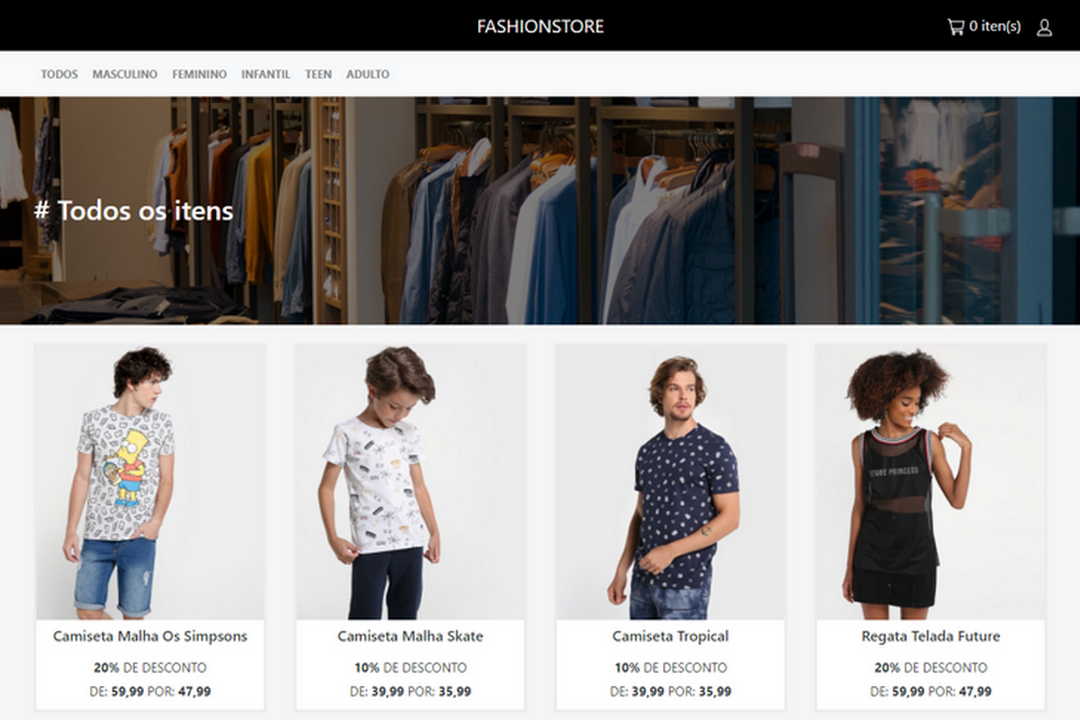 FASHIONSTORE
0 iten(s)
TODOS MASCULINO FEMININO INFANTIL TEEN ADULTO
# Todos os itens
Camiseta Malha Os Simpsons
20% DE DESCONTO
DE: 59,99 POR: 47,99
Camiseta Malha Skate
10% DE DESCONTO
DE: 39,99 POR: 35,99
Camiseta Tropical
10% DE DESCONTO
DE: 39,99 POR: 35,99
PRINCESS
Regata Telada Future
20% DE DESCONTO
DE: 59,99 POR: 47,99